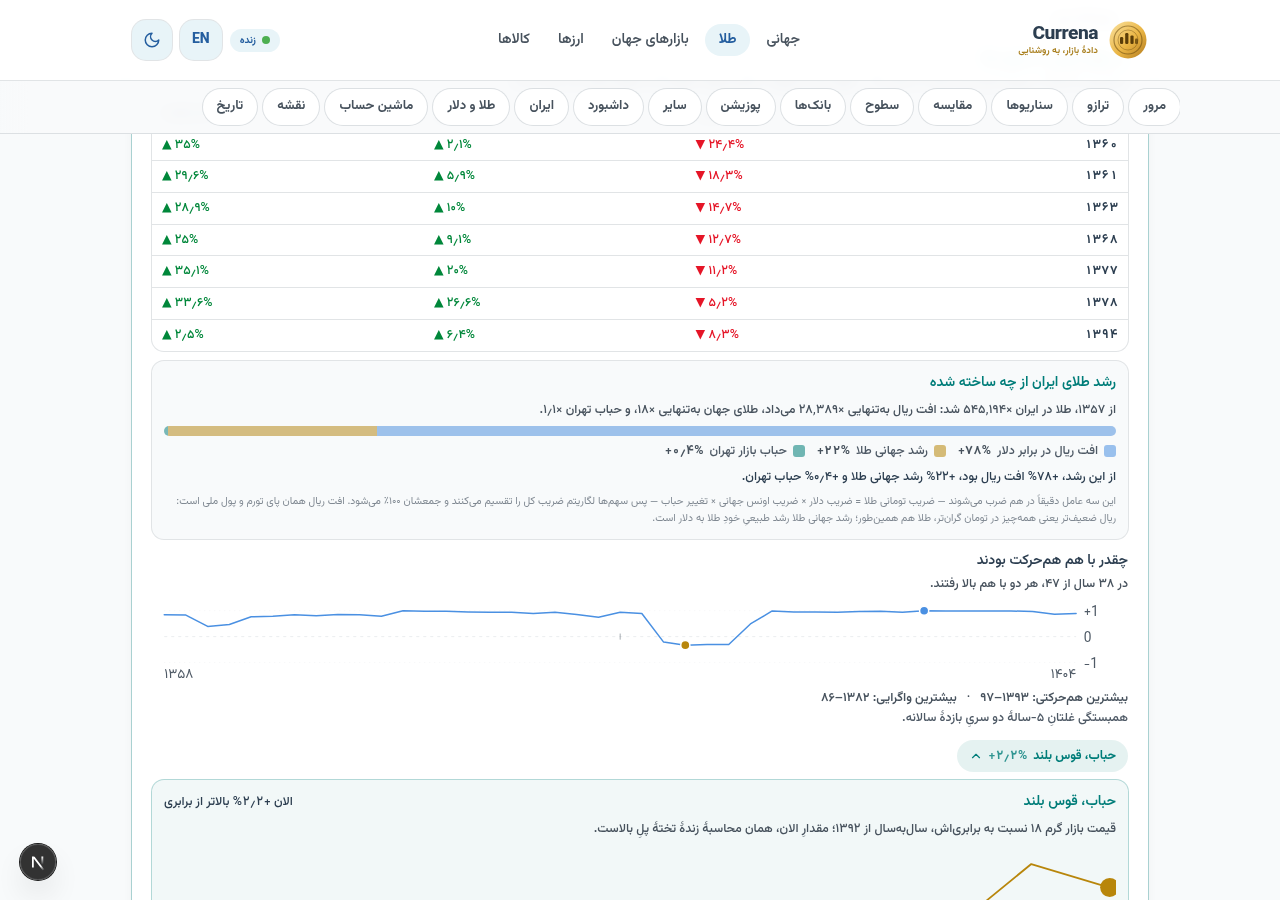 Currena
دادهٔ بازار، به روشنایی
جهانی
طلا
بازارهای جهان
ارزها
کالاها
زنده
EN
مرور
ترازو
سناریوها
مقایسه
سطوح
بانک‌ها
پوزیشن
سایر
داشبورد
ایران
طلا و دلار
ماشین حساب
نقشه
تاریخ
۱۳۶۰ ▼ ۲۴٫۴% ▲ ۲٫۱% ▲ ۳۵%
۱۳۶۱ ▼ ۱۸٫۳% ▲ ۵٫۹% ▲ ۲۹٫۶%
۱۳۶۳ ▼ ۱۴٫۷% ▲ ۱۰% ▲ ۲۸٫۹%
۱۳۶۸ ▼ ۱۲٫۷% ▲ ۹٫۱% ▲ ۲۵%
۱۳۷۷ ▼ ۱۱٫۲% ▲ ۲۰% ▲ ۳۵٫۱%
۱۳۷۸ ▼ ۵٫۲% ▲ ۲۶٫۶% ▲ ۳۳٫۶%
۱۳۹۴ ▼ ۸٫۳% ▲ ۶٫۴% ▲ ۲٫۵%
رشد طلای ایران از چه ساخته شده
از ۱۳۵۷، طلا در ایران ×۵۴۵,۱۹۴ شد: افت ریال به‌تنهایی ×۲۸,۳۸۹ می‌داد، طلای جهان به‌تنهایی ×۱۸، و حباب تهران ×۱٫۱.
افت ریال در برابر دلار +۷۸%
رشد جهانی طلا +۲۲%
حباب بازار تهران +۰٫۴%
از این رشد، +۷۸% افت ریال بود، +۲۲% رشد جهانی طلا و +۰٫۴% حباب تهران.
این سه عامل دقیقاً در هم ضرب می‌شوند — ضریب تومانی طلا = ضریب دلار × ضریب اونس جهانی × تغییر حباب — پس سهم‌ها لگاریتم ضریب کل را تقسیم می‌کنند و جمعشان ۱۰۰٪ می‌شود. افت ریال همان پای تورم و پول ملی است:
ریال ضعیف‌تر یعنی همه‌چیز در تومان گران‌تر، طلا هم همین‌طور؛ رشد جهانی طلا رشد طبیعیِ خودِ طلا به دلار است.
چقدر با هم هم‌حرکت بودند
در ۳۸ سال از ۴۷، هر دو با هم بالا رفتند.
+1
0
-1
۱۳۵۸
۱۴۰۴
بیشترین هم‌حرکتی: ۱۳۹۳–۹۷ · بیشترین واگرایی: ۱۳۸۲–۸۶
همبستگی غلتانِ ۵-سالهٔ دو سریِ بازدهٔ سالانه.
حباب، قوس بلند +۲٫۲%
حباب، قوس بلند
الان +۲٫۲% بالاتر از برابری
قیمت بازار گرم ۱۸ نسبت به برابری‌اش، سال‌به‌سال از ۱۳۹۲؛ مقدارِ الان، همان محاسبهٔ زندهٔ تختهٔ پلِ بالاست.
N